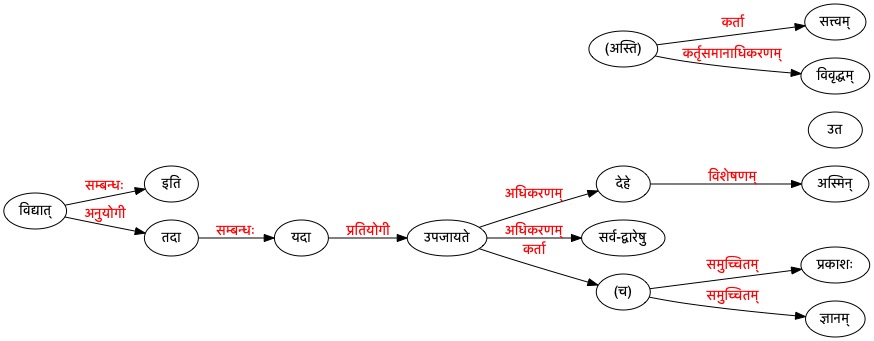 कर्ता
सत्त्वम्
(अस्ति)
कर्तृसमानाधिकरणम्
विवृद्धम्
उत
सम्बन्धः
इति
विद्यात्
अनुयोगी
तदा
सम्बन्धः
यदा
प्रतियोगी
उपजायते
अधिकरणम्
देहे
विशेषणम्
अस्मिन्
अधिकरणम्
सर्व-द्वारेषु
कर्ता
(च)
समुच्चितम्
प्रकाशः
समुच्चितम्
ज्ञानम्